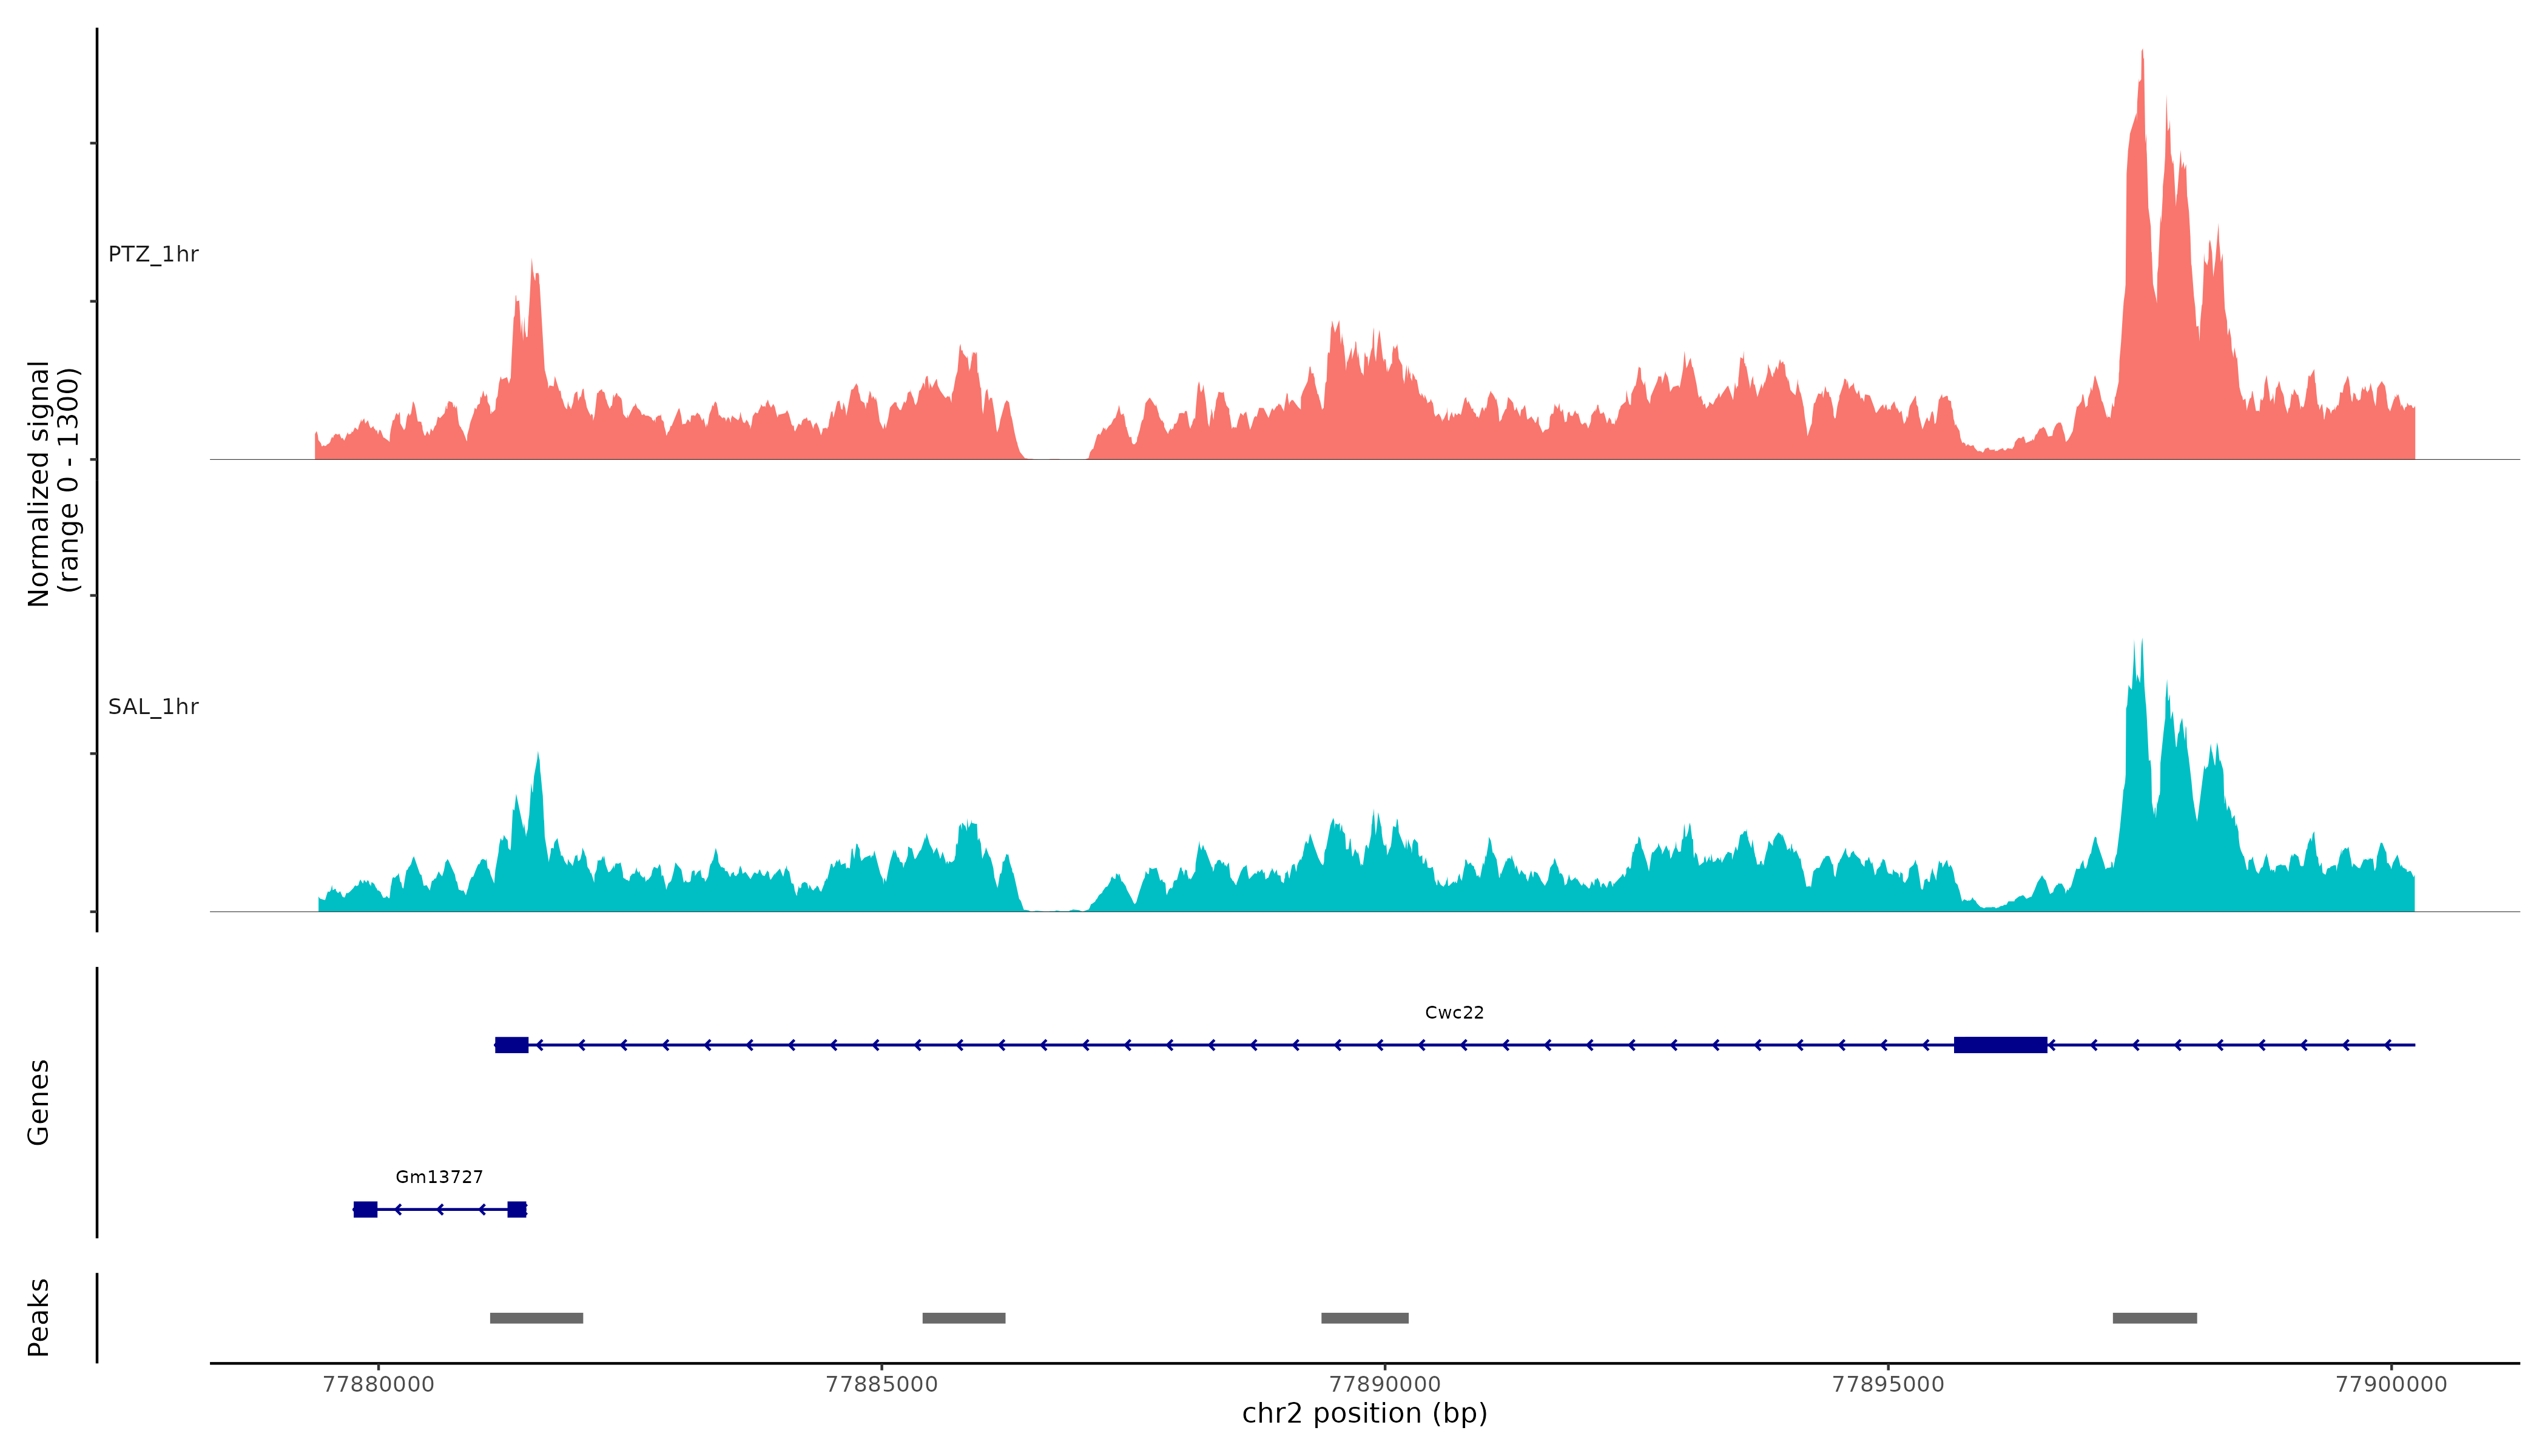 Normalized signal
(range 0 - 1300)
PTZ_1hr
SAL_1hr
Genes
Cwc22
Gm13727
Peaks
77880000
77885000
77890000
77895000
77900000
chr2 position (bp)